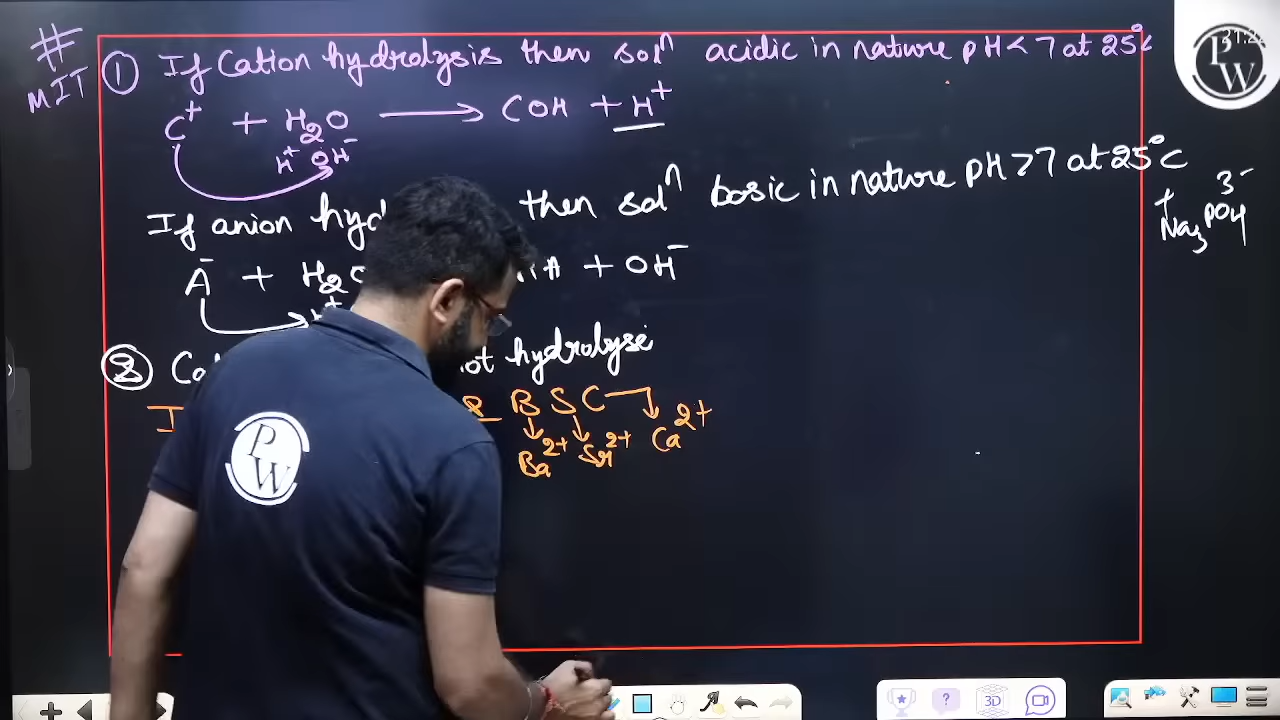 #
MIT
① If Cation hydrolysis then solⁿ acidic in nature pH < 7 at 25°C
C⁺ + H₂O ⟶ COH + H⁺
H⁺ OH⁻
If anion then solⁿ basic in nature pH > 7 at 25°C
A⁻ + H₂O + OH⁻
② hydrolyse
B S C
Ba²⁺ Sr²⁺ Ca²⁺
+ 3-
Na₃PO₄
PW
PW
3D